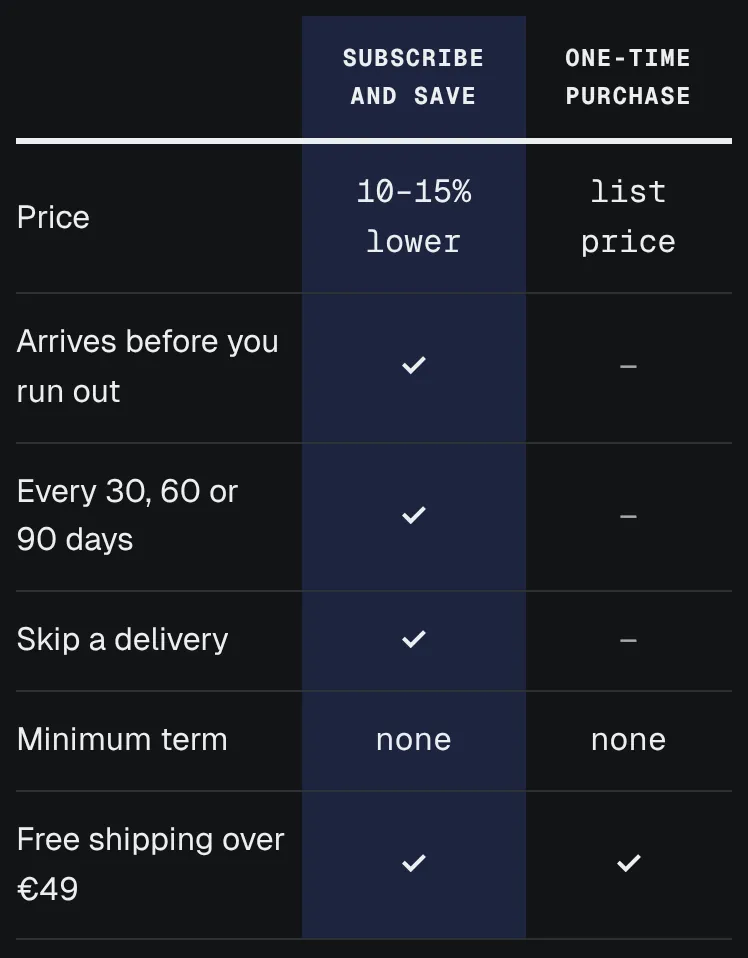 SUBSCRIBE
AND SAVE
ONE-TIME
PURCHASE
Price
10–15%
lower
list
price
Arrives before you
run out
✓
–
Every 30, 60 or
90 days
✓
–
Skip a delivery
✓
–
Minimum term
none
none
Free shipping over
€49
✓
✓